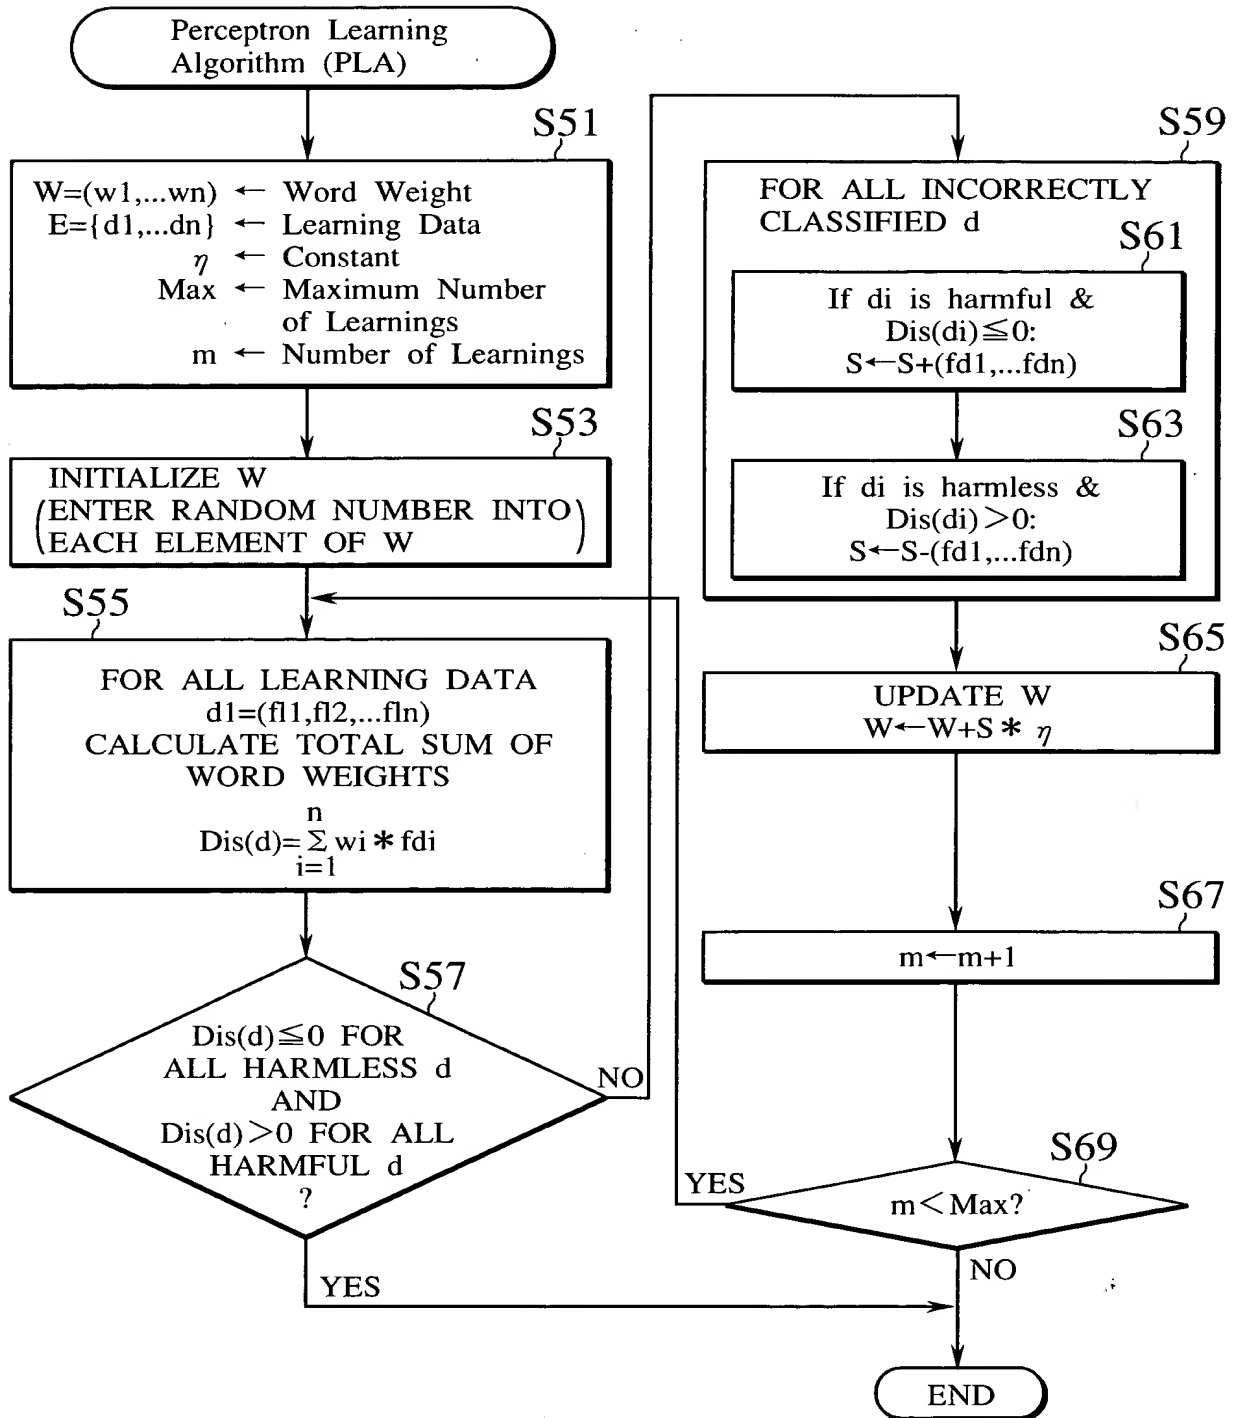 Perceptron Learning
Algorithm (PLA)
S51
W=(w1,...wn) ← Word Weight
E={d1,...dn} ← Learning Data
η ← Constant
Max ← Maximum Number
of Learnings
m ← Number of Learnings
S53
INITIALIZE W
(ENTER RANDOM NUMBER INTO
EACH ELEMENT OF W)
S55
FOR ALL LEARNING DATA
d1=(fl1,fl2,...fln)
CALCULATE TOTAL SUM OF
WORD WEIGHTS
n
Dis(d)=Σ wi * fdi
i=1
S57
Dis(d)≦0 FOR
ALL HARMLESS d
AND
Dis(d)>0 FOR ALL
HARMFUL d
?
NO
YES
S59
FOR ALL INCORRECTLY
CLASSIFIED d
S61
If di is harmful &
Dis(di)≦0:
S←S+(fd1,...fdn)
S63
If di is harmless &
Dis(di)>0:
S←S-(fd1,...fdn)
S65
UPDATE W
W←W+S * η
S67
m←m+1
S69
m<Max?
YES
NO
END